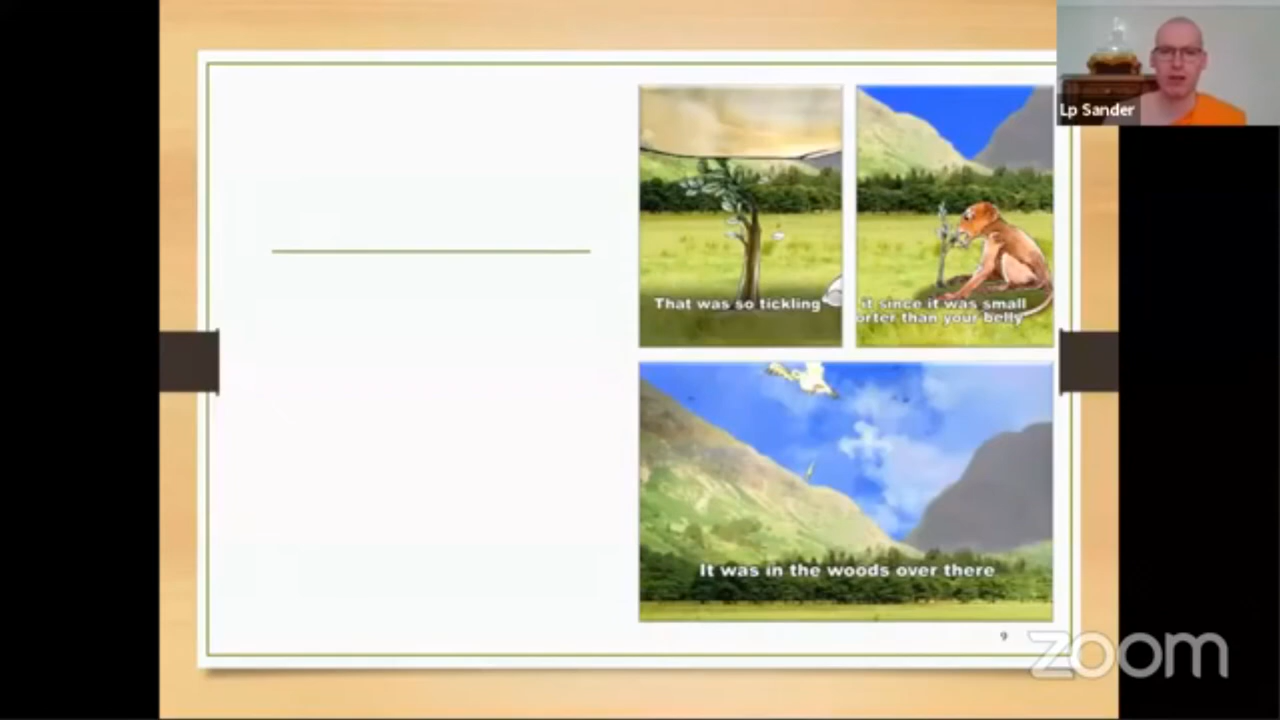 Lp Sander
That was so tickling
it since it was small
orter than your belly
It was in the woods over there
9
zoom